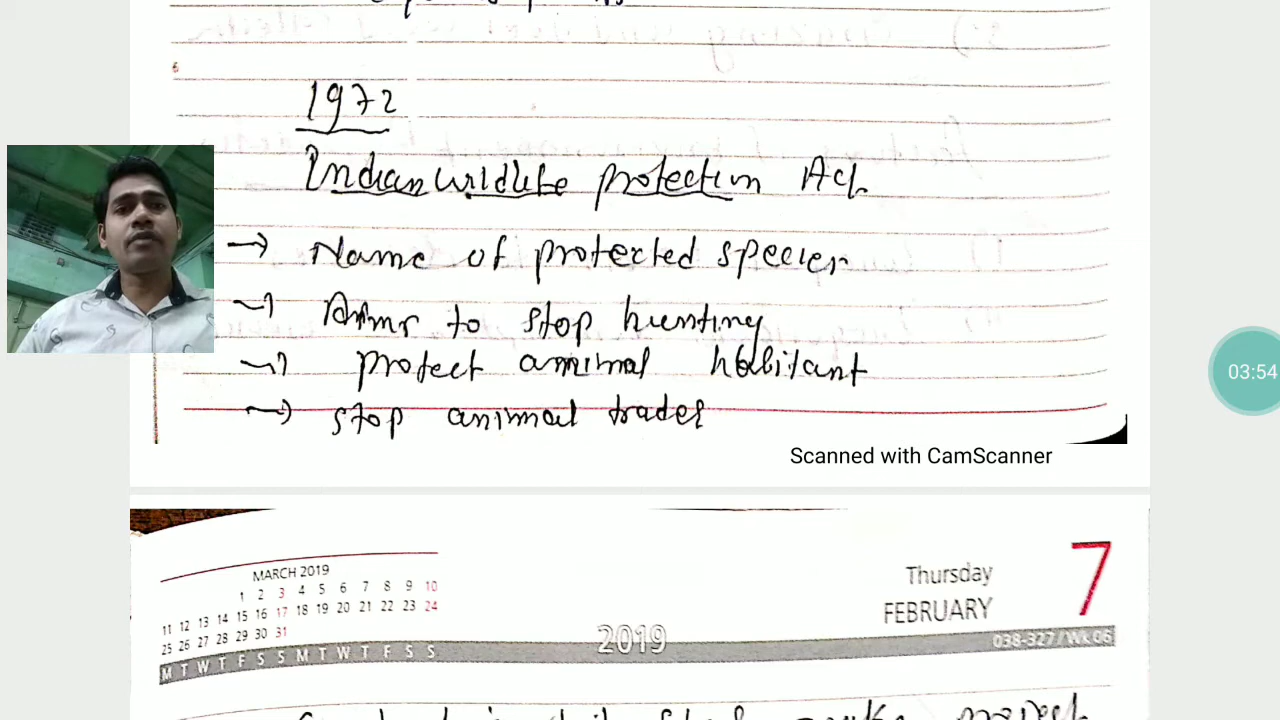 1972
Indian wildlife protection Act
→ Name of protected species
→ Aims to stop hunting
→ protect animal habitant
→ stop animal trades
03:54
Scanned with CamScanner
MARCH 2019
1 2 3 4 5 6 7 8 9 10
11 12 13 14 15 16 17 18 19 20 21 22 23 24
25 26 27 28 29 30 31
M T W T F S S M T W T F S S
2019
Thursday
FEBRUARY
7
038-327 / Wk 06